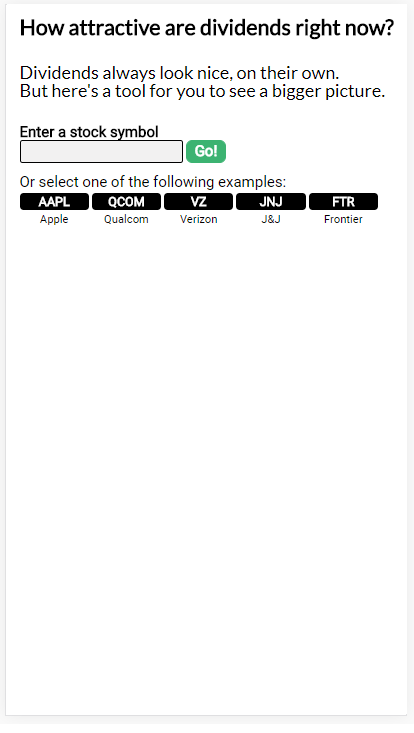 How attractive are dividends right now?
Dividends always look nice, on their own.
But here's a tool for you to see a bigger picture.
Enter a stock symbol
Go!
Or select one of the following examples:
AAPL QCOM VZ JNJ FTR
Apple Qualcom Verizon J&J Frontier